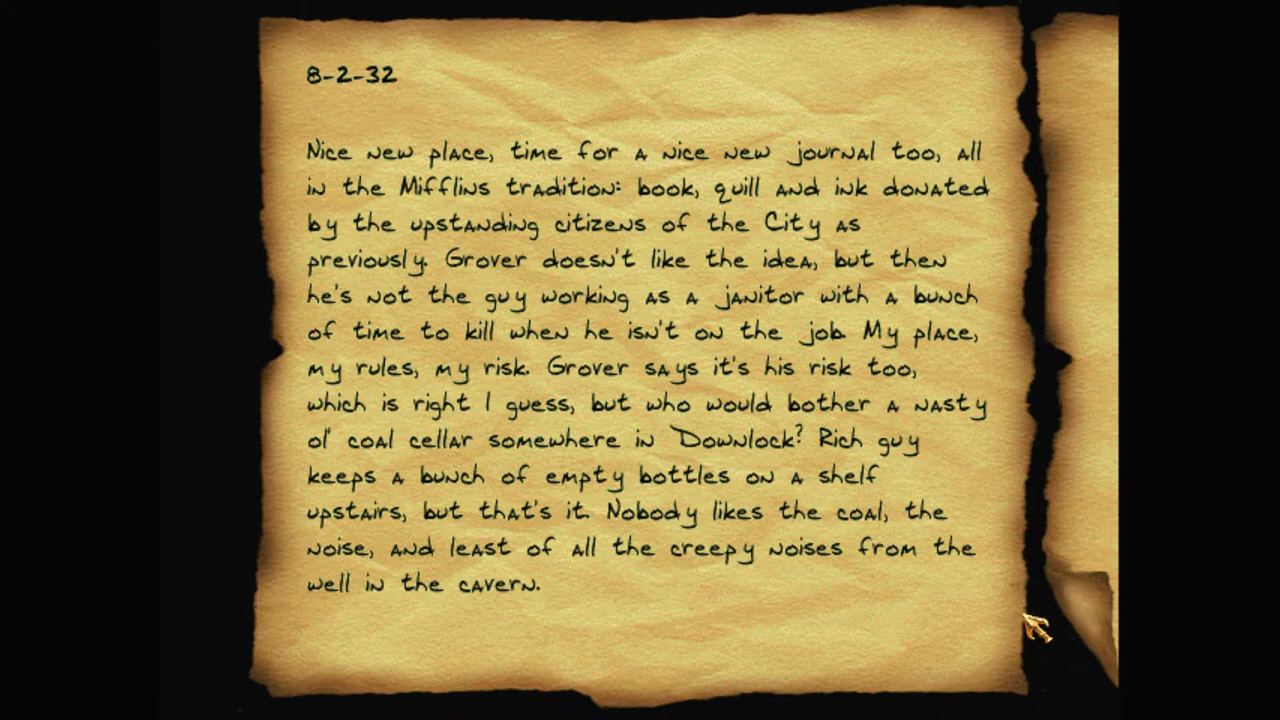 8-2-32
Nice new place, time for a nice new journal too, all
in the Mifflins tradition: book, quill and ink donated
by the upstanding citizens of the City as
previously. Grover doesn't like the idea, but then
he's not the guy working as a janitor with a bunch
of time to kill when he isn't on the job. My place,
my rules, my risk. Grover says it's his risk too,
which is right I guess, but who would bother a nasty
ol' coal cellar somewhere in Downlock? Rich guy
keeps a bunch of empty bottles on a shelf
upstairs, but that's it. Nobody likes the coal, the
noise, and least of all the creepy noises from the
well in the cavern.